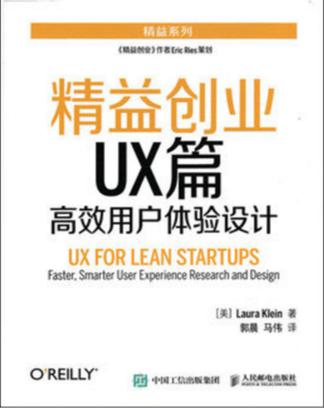 精益系列
《精益创业》作者Eric Ries策划
精益创业
UX篇
高效用户体验设计
UX FOR LEAN STARTUPS
Faster, Smarter User Experience Research and Design
[美] Laura Klein 著
郭晨 马伟 译
O'REILLY®
中国工信出版集团
人民邮电出版社
POSTS & TELECOM PRESS